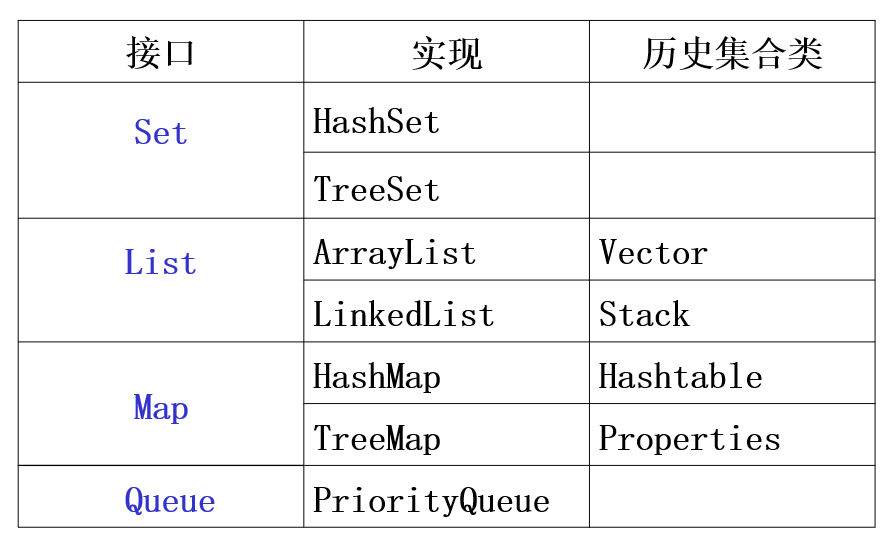 接口 实现 历史集合类
Set HashSet
TreeSet
List ArrayList Vector
LinkedList Stack
Map HashMap Hashtable
TreeMap Properties
Queue PriorityQueue